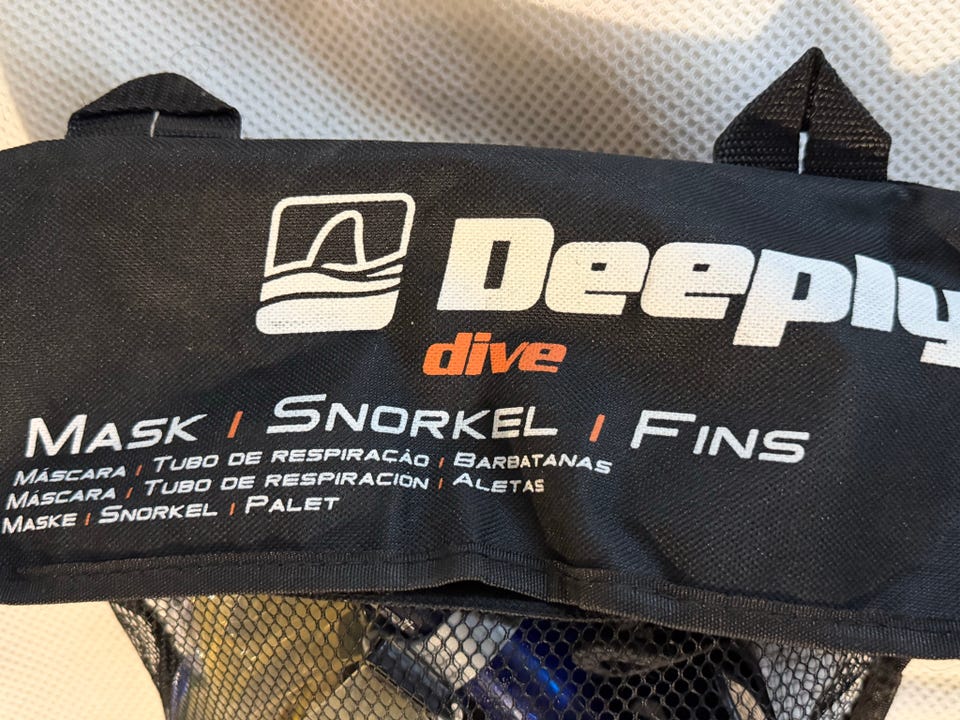 Deeply
dive
MASK | SNORKEL | FINS
MÁSCARA | TUBO DE RESPIRAÇÃO | BARBATANAS
MÁSCARA | TUBO DE RESPIRACION | ALETAS
MASKE | SNORKEL | PALET